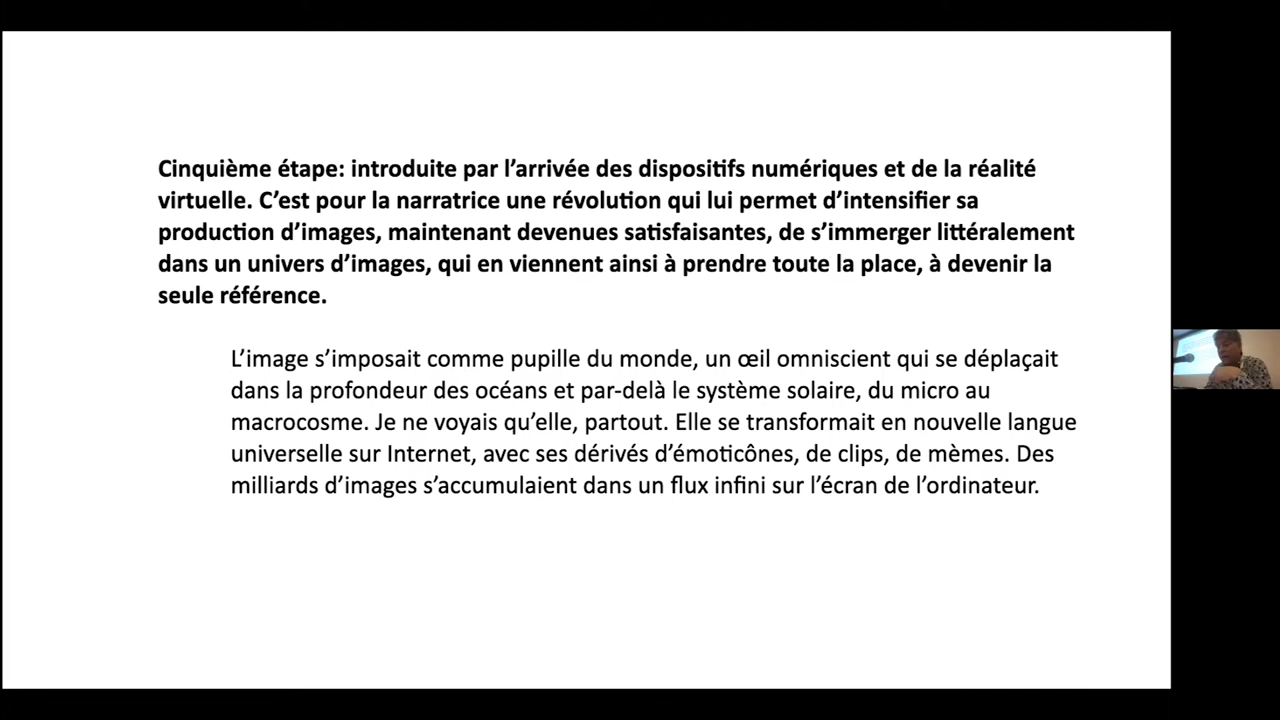 Cinquième étape: introduite par l’arrivée des dispositifs numériques et de la réalité
virtuelle. C’est pour la narratrice une révolution qui lui permet d’intensifier sa
production d’images, maintenant devenues satisfaisantes, de s’immerger littéralement
dans un univers d’images, qui en viennent ainsi à prendre toute la place, à devenir la
seule référence.
L’image s’imposait comme pupille du monde, un œil omniscient qui se déplaçait
dans la profondeur des océans et par-delà le système solaire, du micro au
macrocosme. Je ne voyais qu’elle, partout. Elle se transformait en nouvelle langue
universelle sur Internet, avec ses dérivés d’émoticônes, de clips, de mèmes. Des
milliards d’images s’accumulaient dans un flux infini sur l’écran de l’ordinateur.